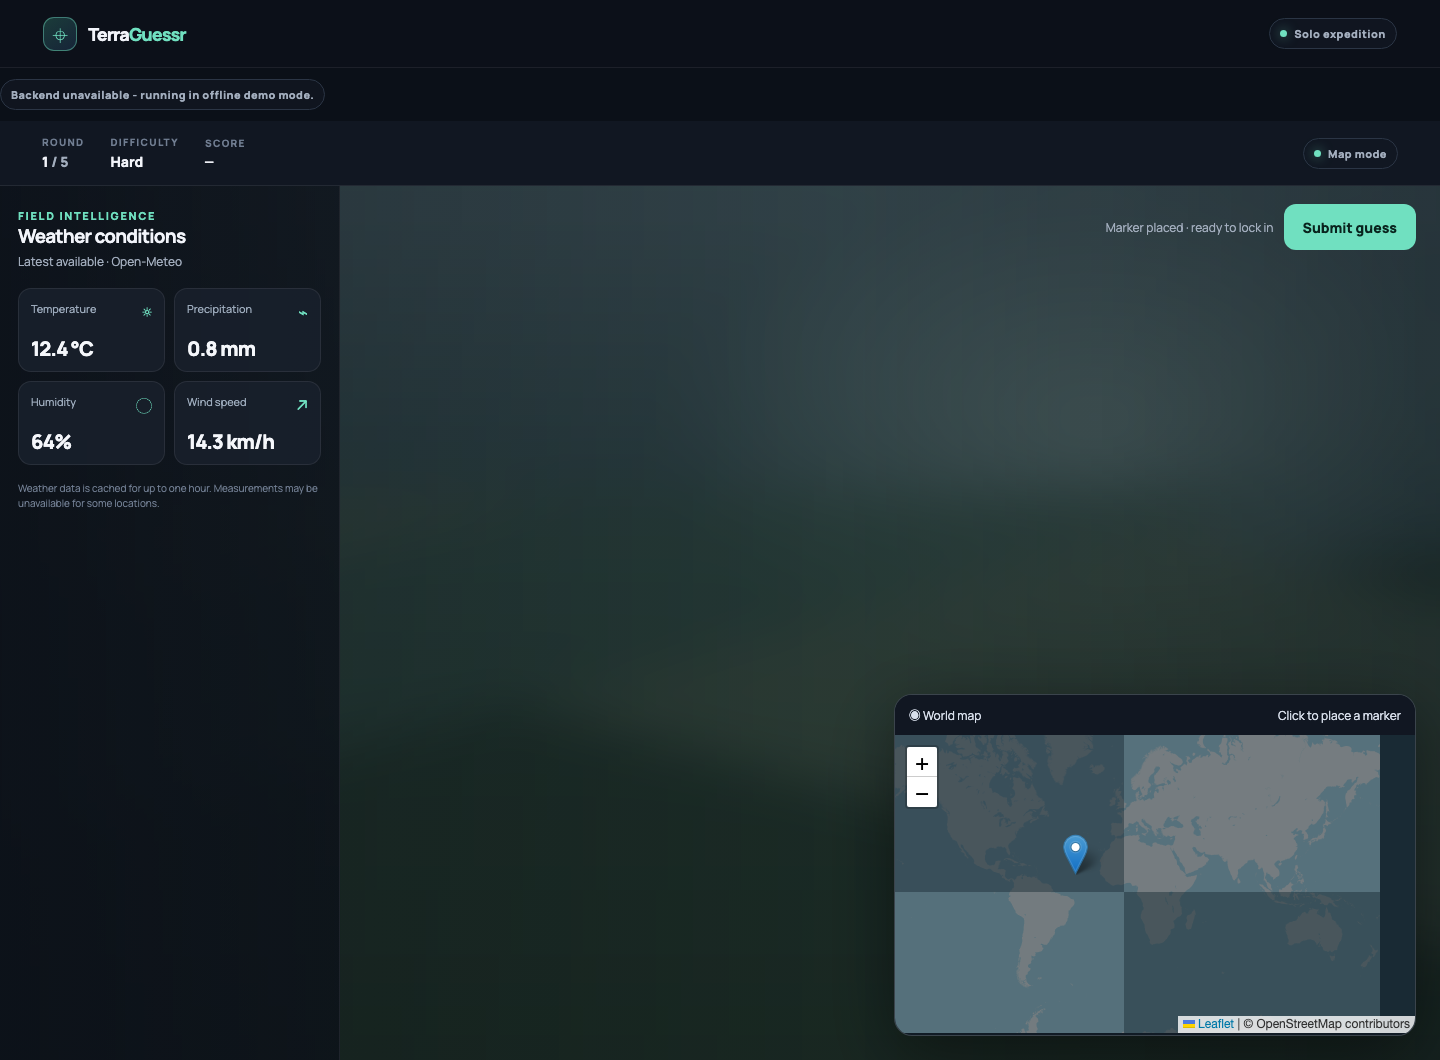 TerraGuessr
Solo expedition
Backend unavailable - running in offline demo mode.
ROUND
1 / 5
DIFFICULTY
Hard
SCORE
—
Map mode
FIELD INTELLIGENCE
Weather conditions
Latest available · Open-Meteo
Temperature
12.4 °C
Precipitation
0.8 mm
Humidity
64%
Wind speed
14.3 km/h
Weather data is cached for up to one hour. Measurements may be
unavailable for some locations.
Marker placed · ready to lock in
Submit guess
World map
Click to place a marker
+
−
Leaflet | © OpenStreetMap contributors